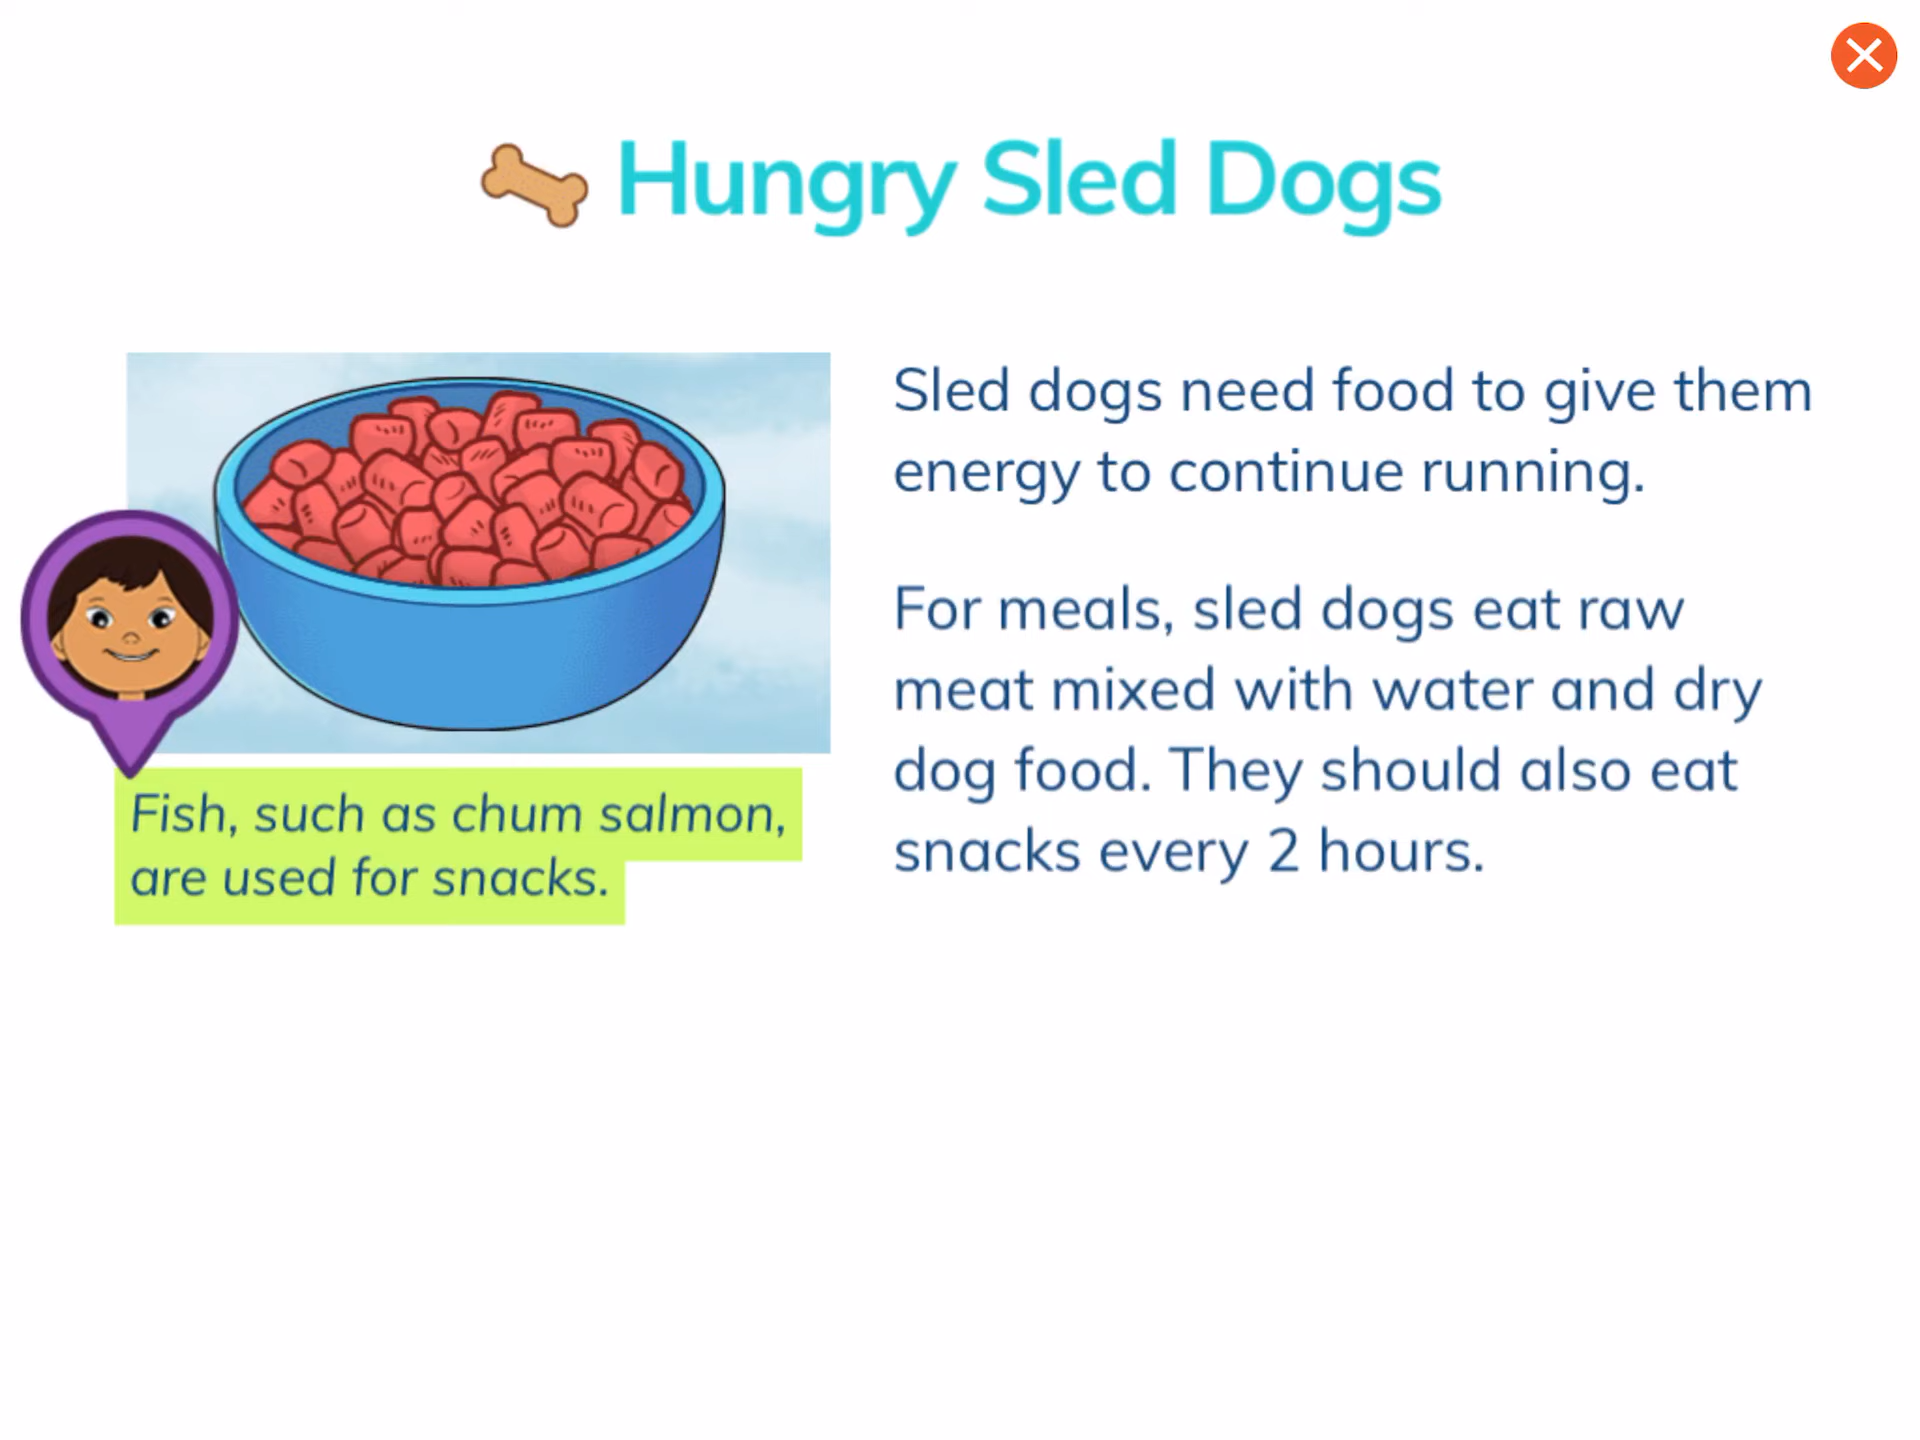 Hungry Sled Dogs
Sled dogs need food to give them
energy to continue running.
For meals, sled dogs eat raw
meat mixed with water and dry
dog food. They should also eat
snacks every 2 hours.
Fish, such as chum salmon,
are used for snacks.